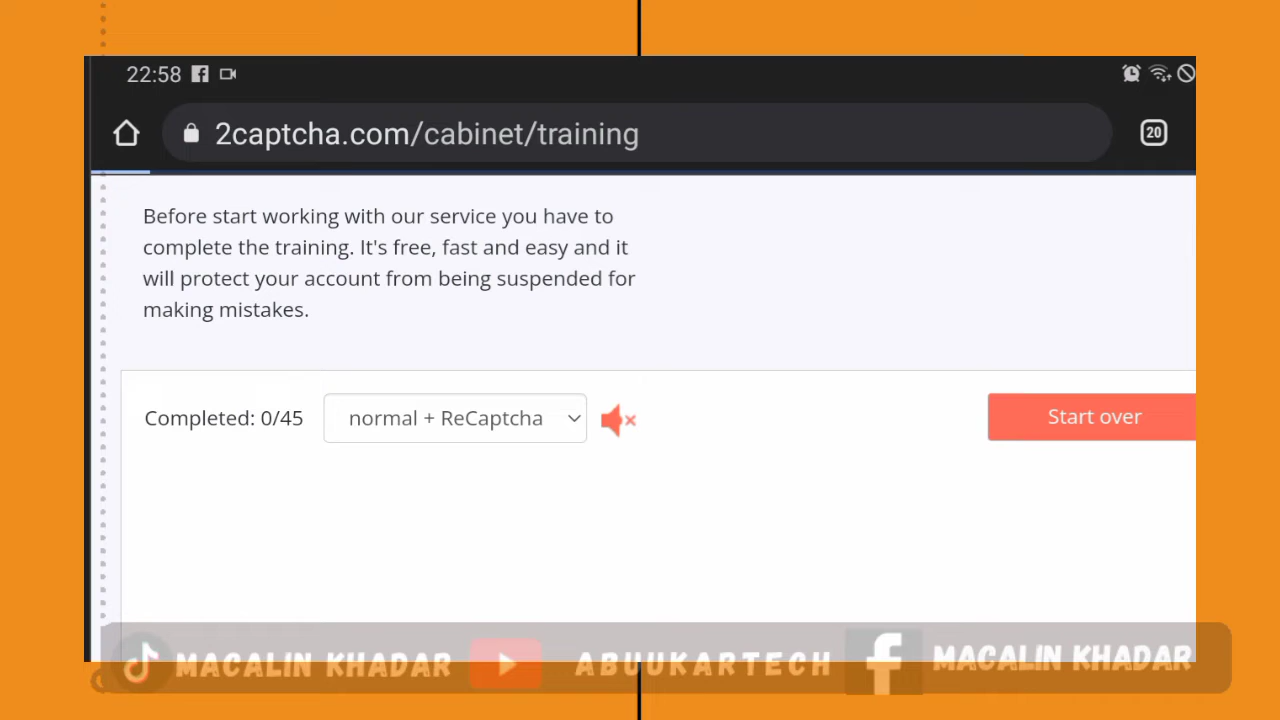 22:58
2captcha.com/cabinet/training
20
Before start working with our service you have to
complete the training. It's free, fast and easy and it
will protect your account from being suspended for
making mistakes.
Completed: 0/45 normal + ReCaptcha Start over
MACALIN KHADAR ABUUKARTECH MACALIN KHADAR